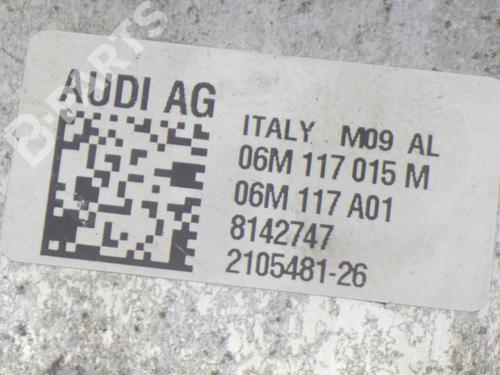 B-PARTS
AUDI AG
ITALY M09 AL
06M 117 015 M
06M 117 A01
8142747
2105481-26